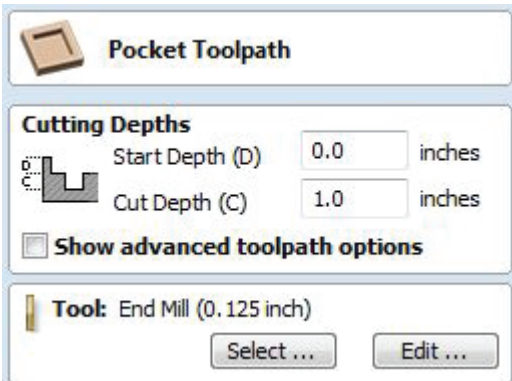 Pocket Toolpath
Cutting Depths
D
C
Start Depth (D) 0.0 inches
Cut Depth (C) 1.0 inches
Show advanced toolpath options
Tool: End Mill (0.125 inch)
Select ... Edit ...